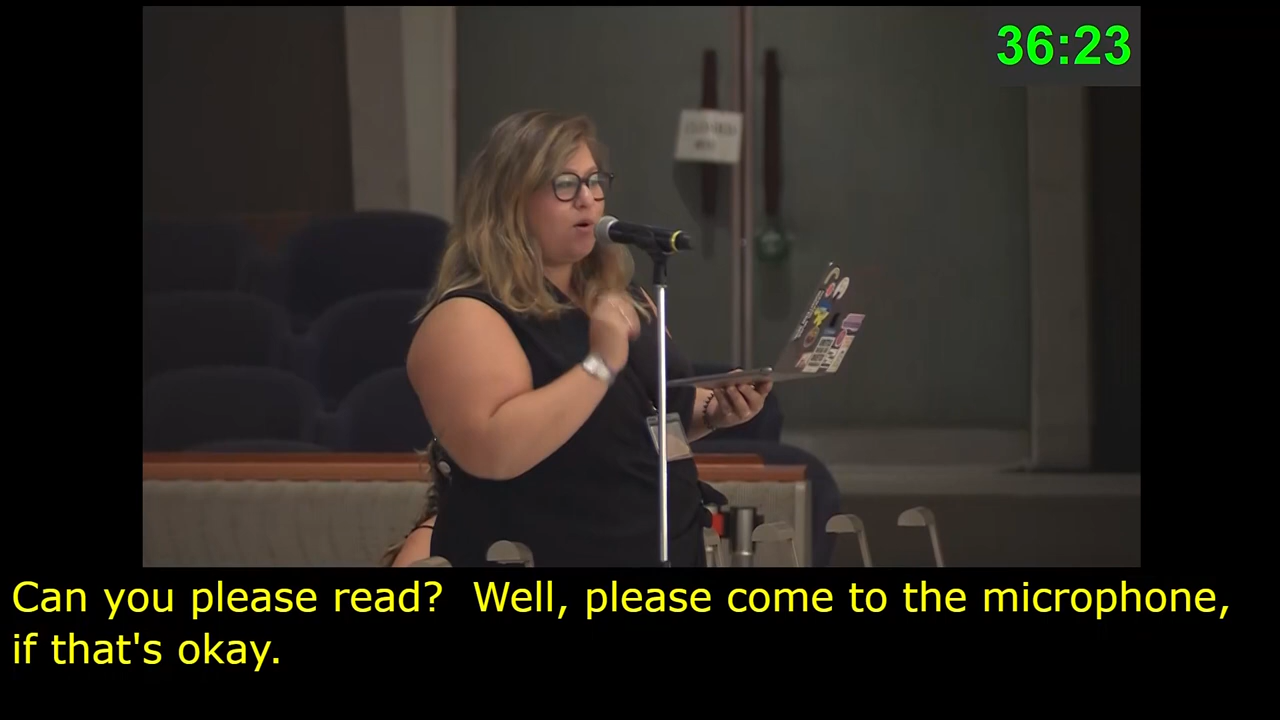 36:23
Can you please read?  Well, please come to the microphone,
if that's okay.